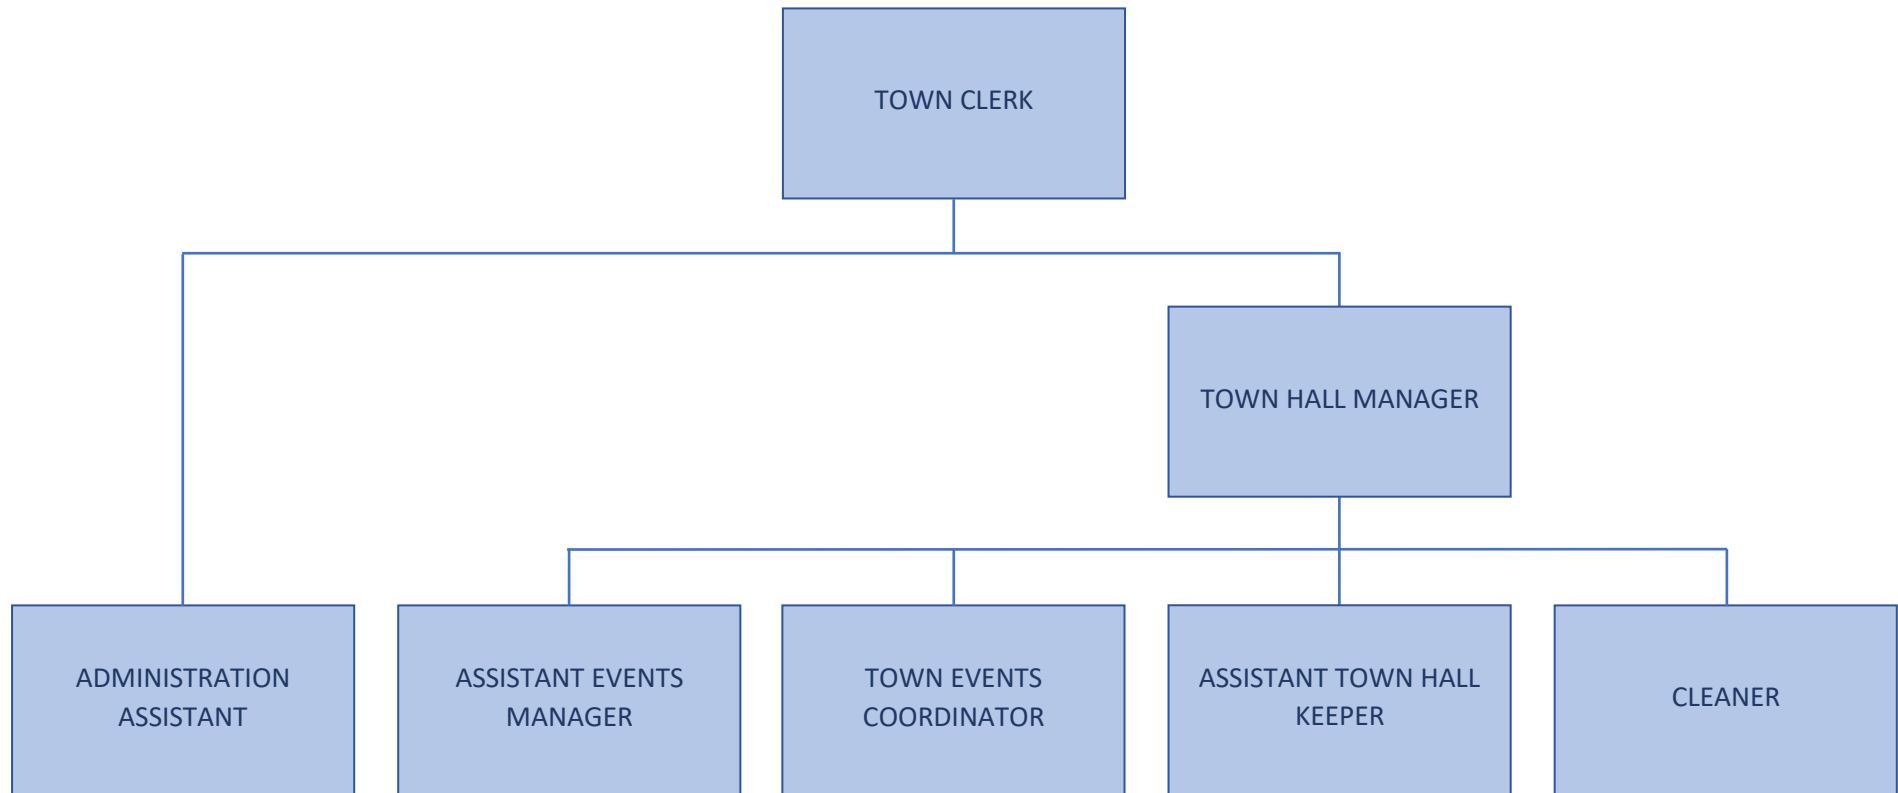 TOWN CLERK
TOWN HALL MANAGER
ADMINISTRATION
ASSISTANT
ASSISTANT EVENTS
MANAGER
TOWN EVENTS
COORDINATOR
ASSISTANT TOWN HALL
KEEPER
CLEANER